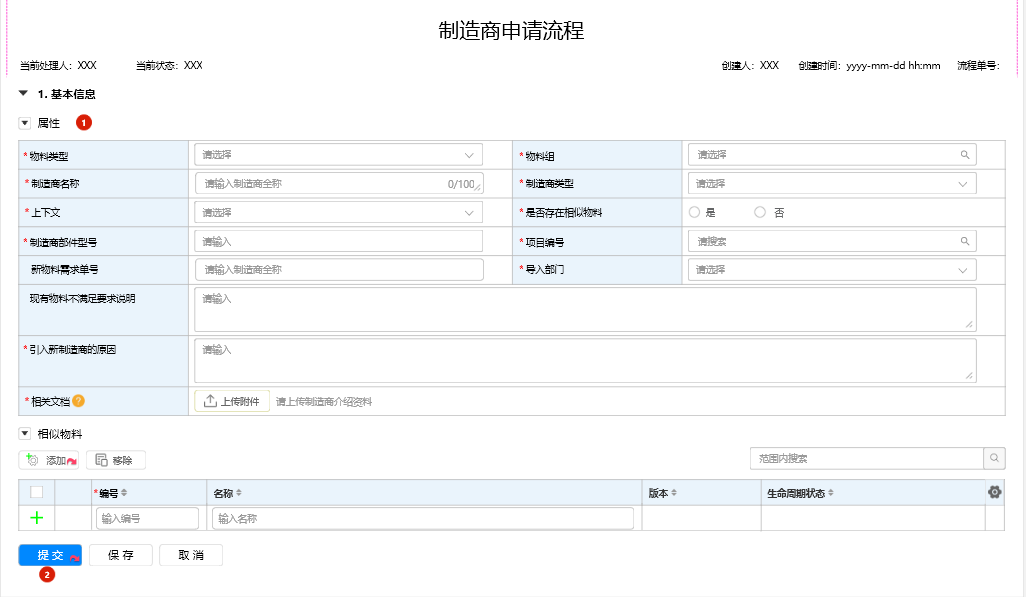 制造商申请流程
当前处理人: XXX 当前状态: XXX 创建人: XXX 创建时间: yyyy-mm-dd hh:mm 流程单号:
1. 基本信息
属性 1
*物料类型 请选择 *物料组 请选择
*制造商名称 请输入制造商全称 0/100 *制造商类型 请选择
*上下文 请选择 *是否存在相似物料 是 否
*制造商部件型号 请输入 *项目编号 请搜索
新物料需求单号 请输入制造商全称 *导入部门 请选择
现有物料不满足要求说明 请输入
*引入新制造商的原因 请输入
*相关文档 ? 上传附件 请上传制造商介绍资料
相似物料
添加 移除 范围内搜索
*编号 名称 版本 生命周期状态
输入编号 输入名称
提交 保存 取消
2